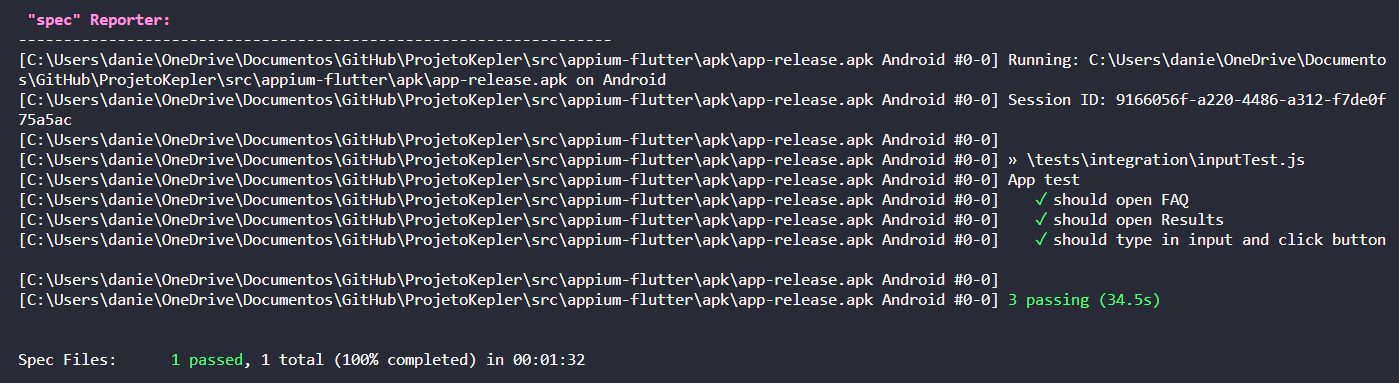 "spec" Reporter:
------------------------------------------------------------------
[C:\Users\danie\OneDrive\Documentos\GitHub\ProjetoKepler\src\appium-flutter\apk\app-release.apk Android #0-0] Running: C:\Users\danie\OneDrive\Documento
s\GitHub\ProjetoKepler\src\appium-flutter\apk\app-release.apk on Android
[C:\Users\danie\OneDrive\Documentos\GitHub\ProjetoKepler\src\appium-flutter\apk\app-release.apk Android #0-0] Session ID: 9166056f-a220-4486-a312-f7de0f
75a5ac
[C:\Users\danie\OneDrive\Documentos\GitHub\ProjetoKepler\src\appium-flutter\apk\app-release.apk Android #0-0]
[C:\Users\danie\OneDrive\Documentos\GitHub\ProjetoKepler\src\appium-flutter\apk\app-release.apk Android #0-0] » \tests\integration\inputTest.js
[C:\Users\danie\OneDrive\Documentos\GitHub\ProjetoKepler\src\appium-flutter\apk\app-release.apk Android #0-0] App test
[C:\Users\danie\OneDrive\Documentos\GitHub\ProjetoKepler\src\appium-flutter\apk\app-release.apk Android #0-0]    ✓ should open FAQ
[C:\Users\danie\OneDrive\Documentos\GitHub\ProjetoKepler\src\appium-flutter\apk\app-release.apk Android #0-0]    ✓ should open Results
[C:\Users\danie\OneDrive\Documentos\GitHub\ProjetoKepler\src\appium-flutter\apk\app-release.apk Android #0-0]    ✓ should type in input and click button
[C:\Users\danie\OneDrive\Documentos\GitHub\ProjetoKepler\src\appium-flutter\apk\app-release.apk Android #0-0]
[C:\Users\danie\OneDrive\Documentos\GitHub\ProjetoKepler\src\appium-flutter\apk\app-release.apk Android #0-0] 3 passing (34.5s)
Spec Files:      1 passed, 1 total (100% completed) in 00:01:32